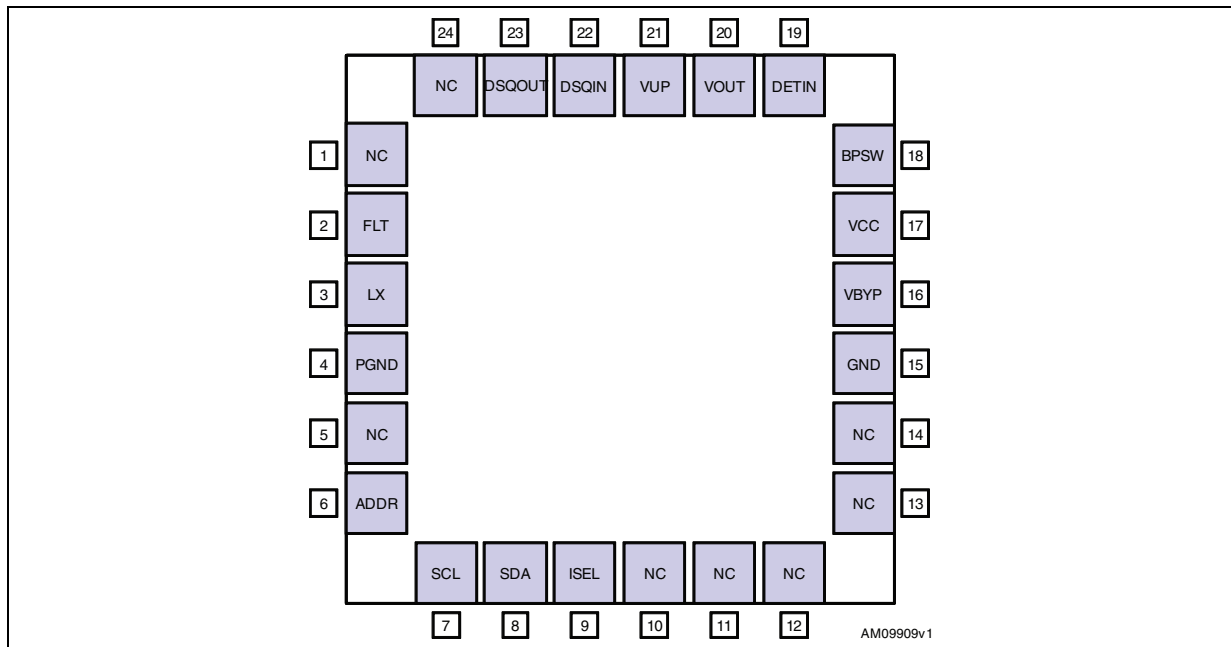 24 23 22 21 20 19
NC DSQOUT DSQIN VUP VOUT DETIN
1 NC BPSW 18
2 FLT VCC 17
3 LX VBYP 16
4 PGND GND 15
5 NC NC 14
6 ADDR NC 13
SCL SDA ISEL NC NC NC
7 8 9 10 11 12
AM09909v1